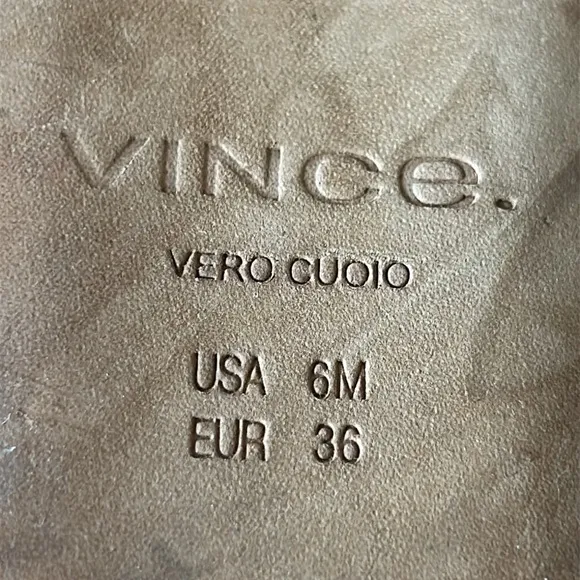 VINCE.
VERO CUOIO
USA 6M
EUR 36